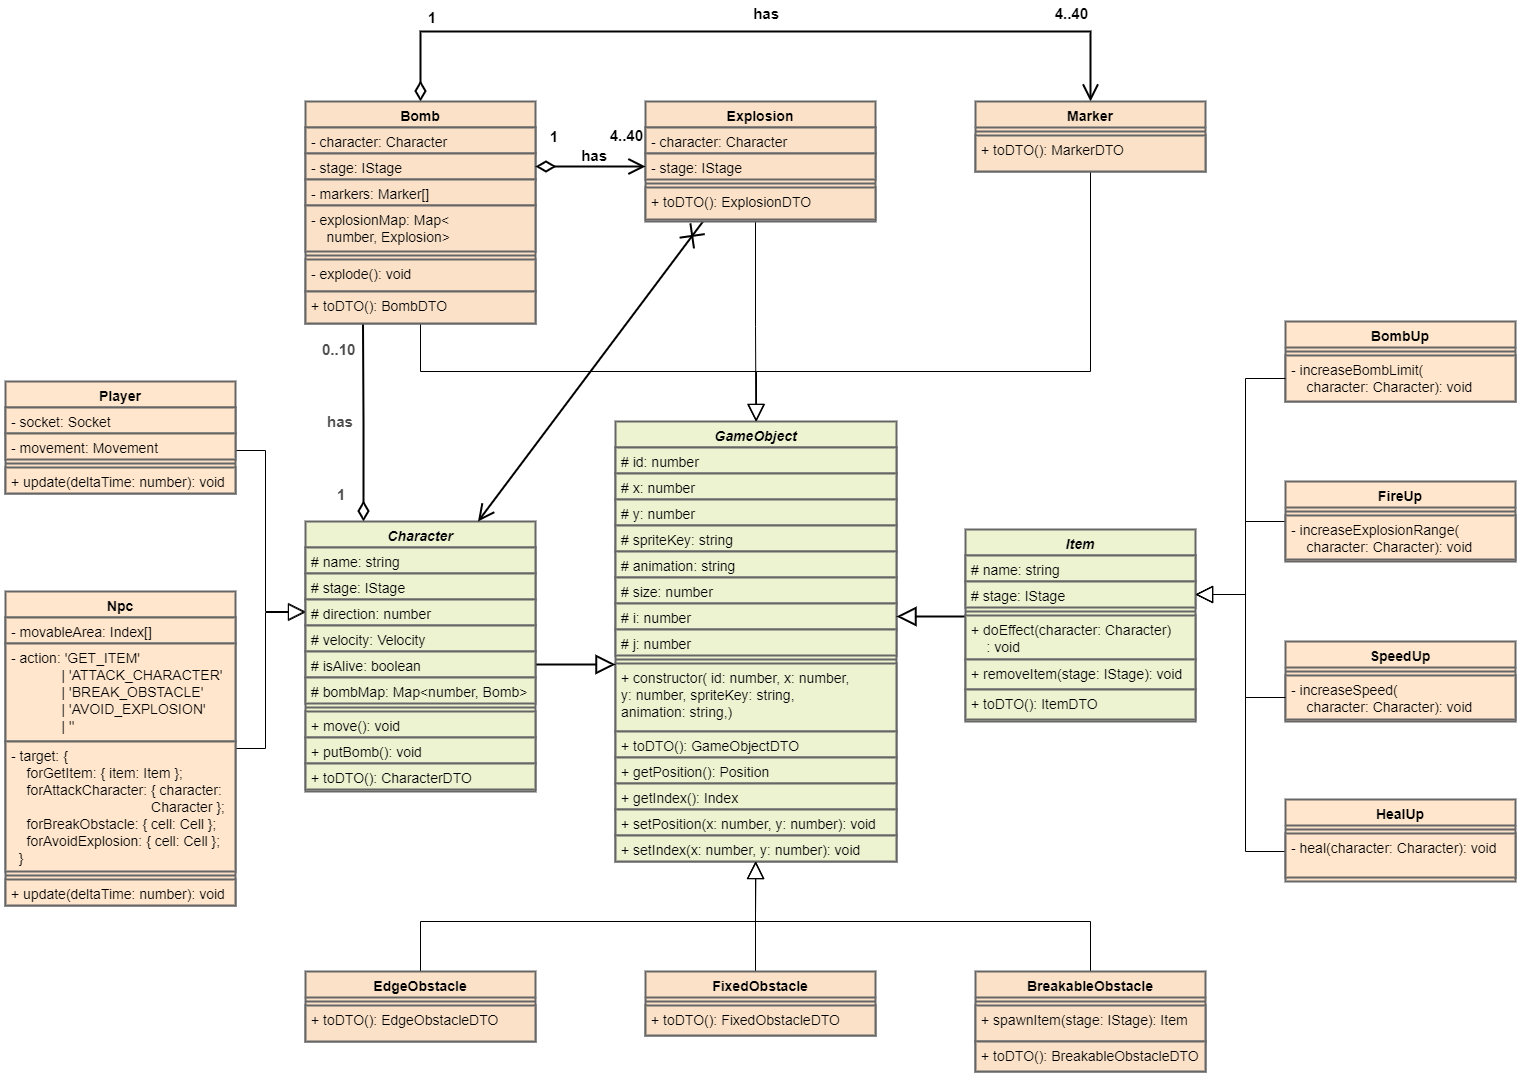 1
has
4..40
Bomb
- character: Character
- stage: IStage
- markers: Marker[]
- explosionMap: Map<
number, Explosion>
- explode(): void
+ toDTO(): BombDTO
1
4..40
has
Explosion
- character: Character
- stage: IStage
+ toDTO(): ExplosionDTO
Marker
+ toDTO(): MarkerDTO
0..10
has
1
Player
- socket: Socket
- movement: Movement
+ update(deltaTime: number): void
Npc
- movableArea: Index[]
- action: 'GET_ITEM'
| 'ATTACK_CHARACTER'
| 'BREAK_OBSTACLE'
| 'AVOID_EXPLOSION'
| ''
- target: {
forGetItem: { item: Item };
forAttackCharacter: { character:
Character };
forBreakObstacle: { cell: Cell };
forAvoidExplosion: { cell: Cell };
}
+ update(deltaTime: number): void
Character
# name: string
# stage: IStage
# direction: number
# velocity: Velocity
# isAlive: boolean
# bombMap: Map<number, Bomb>
+ move(): void
+ putBomb(): void
+ toDTO(): CharacterDTO
GameObject
# id: number
# x: number
# y: number
# spriteKey: string
# animation: string
# size: number
# i: number
# j: number
+ constructor( id: number, x: number,
y: number, spriteKey: string,
animation: string,)
+ toDTO(): GameObjectDTO
+ getPosition(): Position
+ getIndex(): Index
+ setPosition(x: number, y: number): void
+ setIndex(x: number, y: number): void
Item
# name: string
# stage: IStage
+ doEffect(character: Character)
: void
+ removeItem(stage: IStage): void
+ toDTO(): ItemDTO
BombUp
- increaseBombLimit(
character: Character): void
FireUp
- increaseExplosionRange(
character: Character): void
SpeedUp
- increaseSpeed(
character: Character): void
HealUp
- heal(character: Character): void
EdgeObstacle
+ toDTO(): EdgeObstacleDTO
FixedObstacle
+ toDTO(): FixedObstacleDTO
BreakableObstacle
+ spawnItem(stage: IStage): Item
+ toDTO(): BreakableObstacleDTO